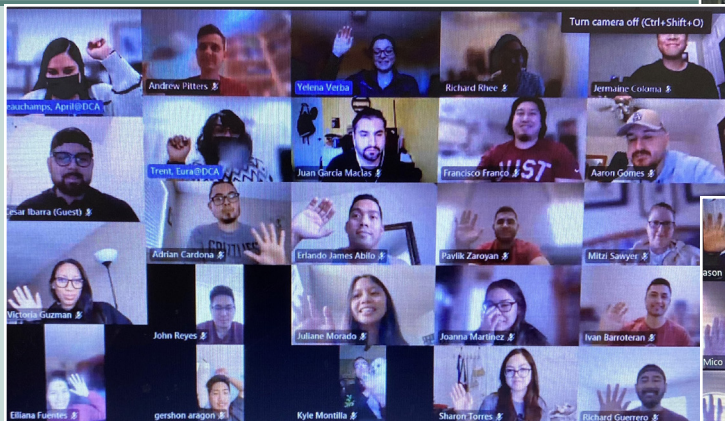 Turn camera off (Ctrl+Shift+O)
eauchamps, April@DCA
Andrew Pitters
Yelena Verba
Richard Rhee
Jermaine Coloma
Cesar Ibarra (Guest)
Trent, Eura@DCA
Juan Garcia Macias
Francisco Franco
UST
Aaron Gomes
Adrian Cardona
Erlando James Abilo
Pavlik Zaroyan
Mitzi Sawyer
ason
Victoria Guzman
John Reyes
Juliane Morado
Joanna Martinez
Ivan Barroteran
Mico
Eiliana Fuentes
gershon aragon
Kyle Montilla
Sharon Torres
Richard Guerrero